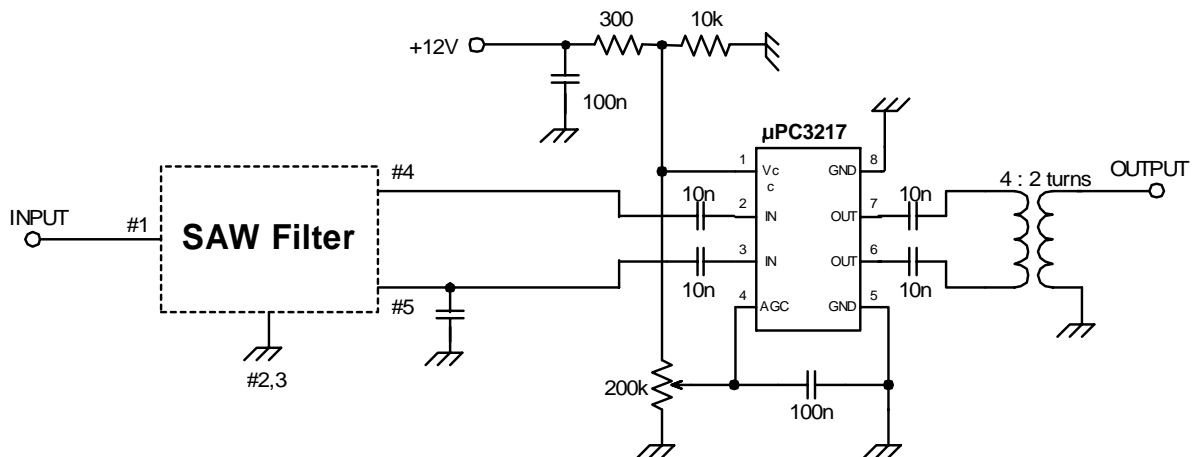 300
10k
+12V
100n
µPC3217
1
Vc
c
GND
8
#4
4 : 2 turns
OUTPUT
INPUT
#1
SAW Filter
10n
2
IN
OUT
7
10n
3
IN
OUT
6
10n
10n
#5
4
AGC
GND
5
#2,3
200k
100n